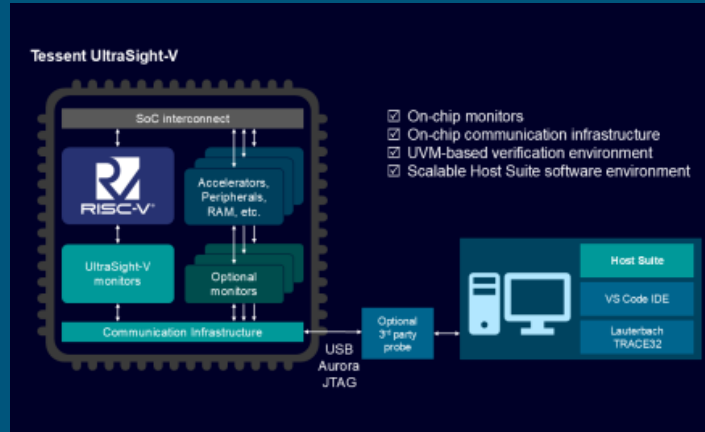 Tessent UltraSight-V
SoC interconnect
RISC-V®
Accelerators,
Peripherals,
RAM, etc.
UltraSight-V
monitors
Optional
monitors
Communication Infrastructure
☑ On-chip monitors
☑ On-chip communication infrastructure
☑ UVM-based verification environment
☑ Scalable Host Suite software environment
USB
Aurora
JTAG
Optional
3rd party
probe
Host Suite
VS Code IDE
Lauterbach
TRACE32